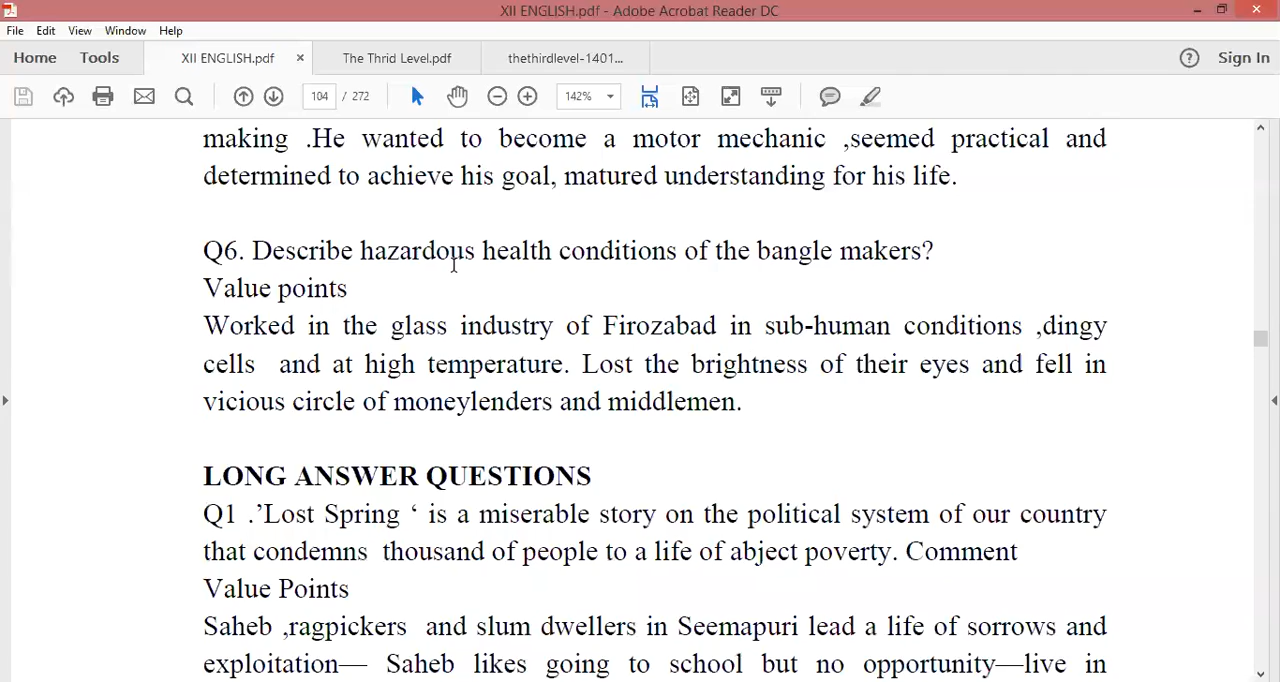 XII ENGLISH.pdf - Adobe Acrobat Reader DC
File Edit View Window Help
Home Tools XII ENGLISH.pdf × The Thrid Level.pdf thethirdlevel-1401... ? Sign In
104 / 272 142%
making .He wanted to become a motor mechanic ,seemed practical and
determined to achieve his goal, matured understanding for his life.
Q6. Describe hazardous health conditions of the bangle makers?
Value points
Worked in the glass industry of Firozabad in sub-human conditions ,dingy
cells and at high temperature. Lost the brightness of their eyes and fell in
vicious circle of moneylenders and middlemen.
LONG ANSWER QUESTIONS
Q1 .’Lost Spring ‘ is a miserable story on the political system of our country
that condemns thousand of people to a life of abject poverty. Comment
Value Points
Saheb ,ragpickers and slum dwellers in Seemapuri lead a life of sorrows and
exploitation— Saheb likes going to school but no opportunity—live in